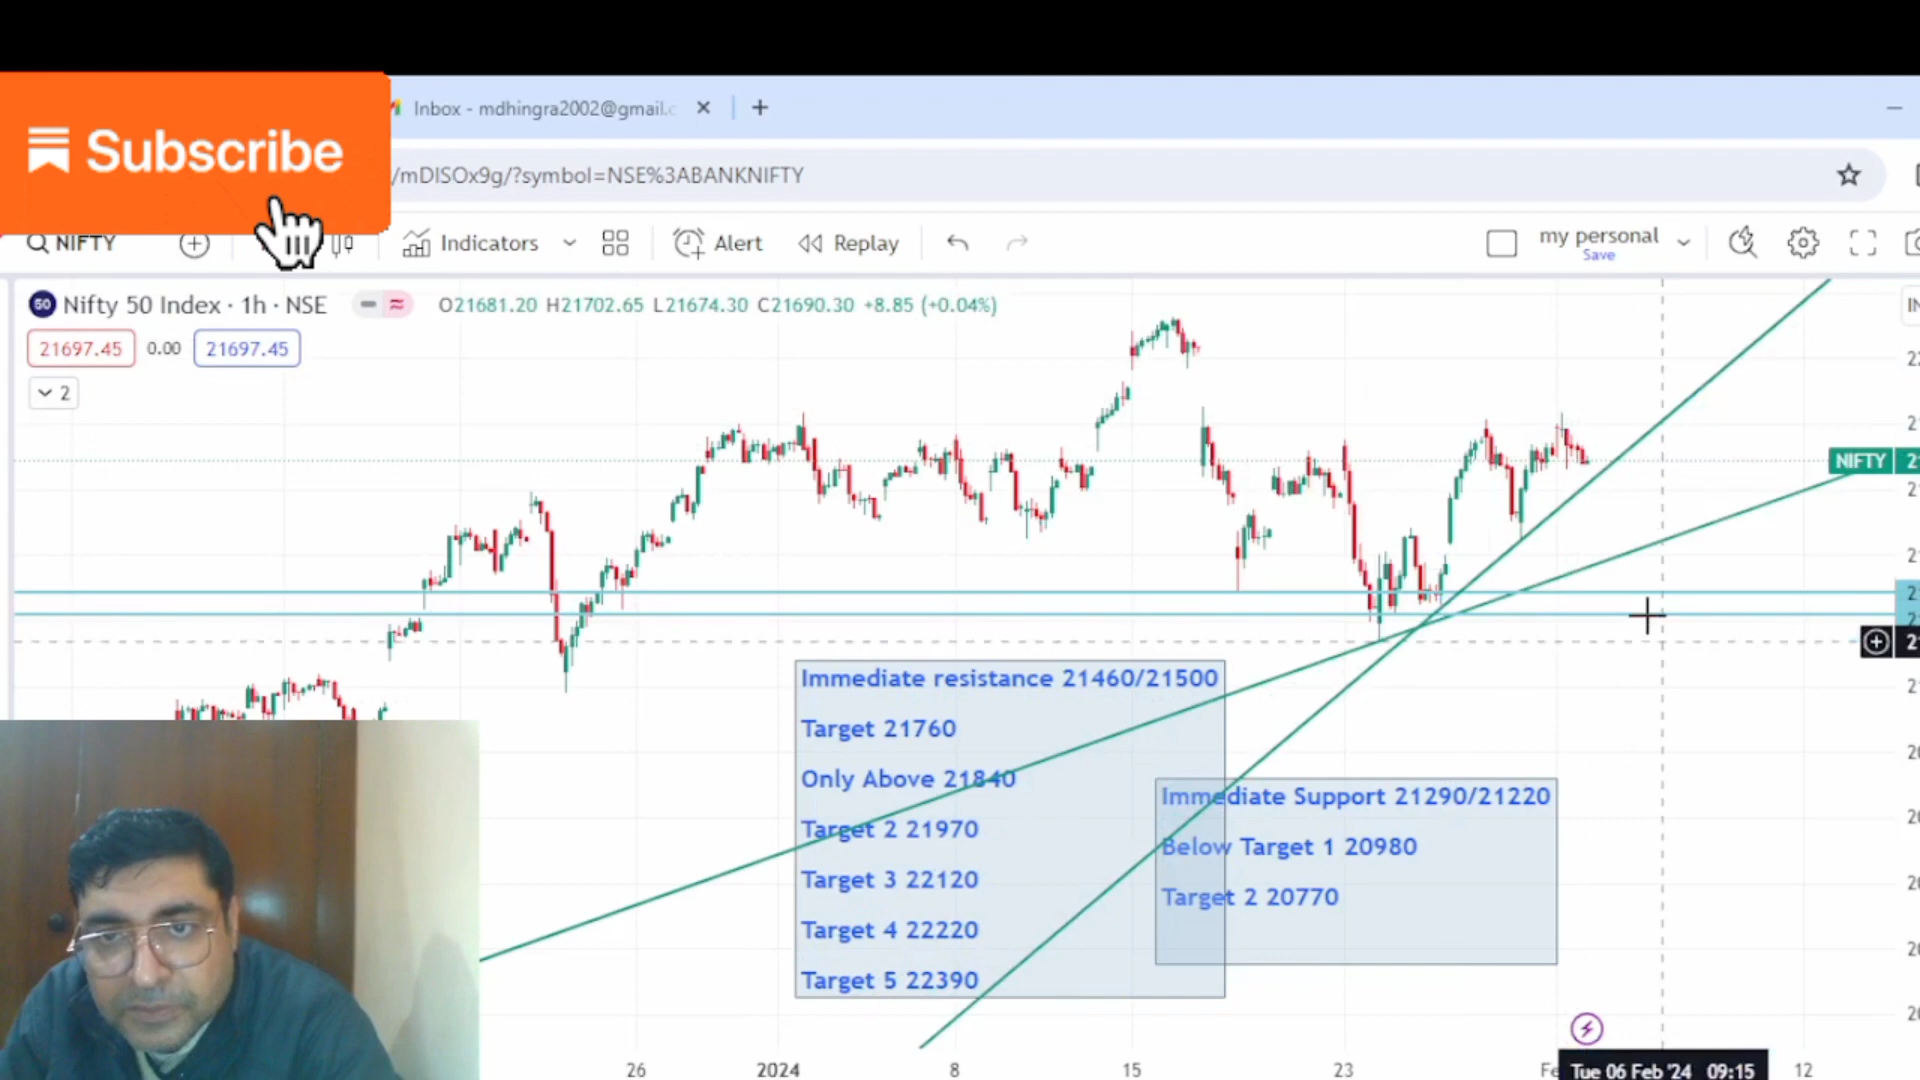 Inbox - mdhingra2002@gmail.c
Subscribe
/mDISOx9g/?symbol=NSE%3ABANKNIFTY
NIFTY
Indicators
Alert
Replay
my personal
Save
50 Nifty 50 Index · 1h · NSE
O21681.20 H21702.65 L21674.30 C21690.30 +8.85 (+0.04%)
21697.45 0.00 21697.45
2
NIFTY
Immediate resistance 21460/21500
Target 21760
Only Above 21840
Target 2 21970
Target 3 22120
Target 4 22220
Target 5 22390
Immediate Support 21290/21220
Below Target 1 20980
Target 2 20770
26 2024 8 15 23 Tue 06 Feb '24 09:15 12